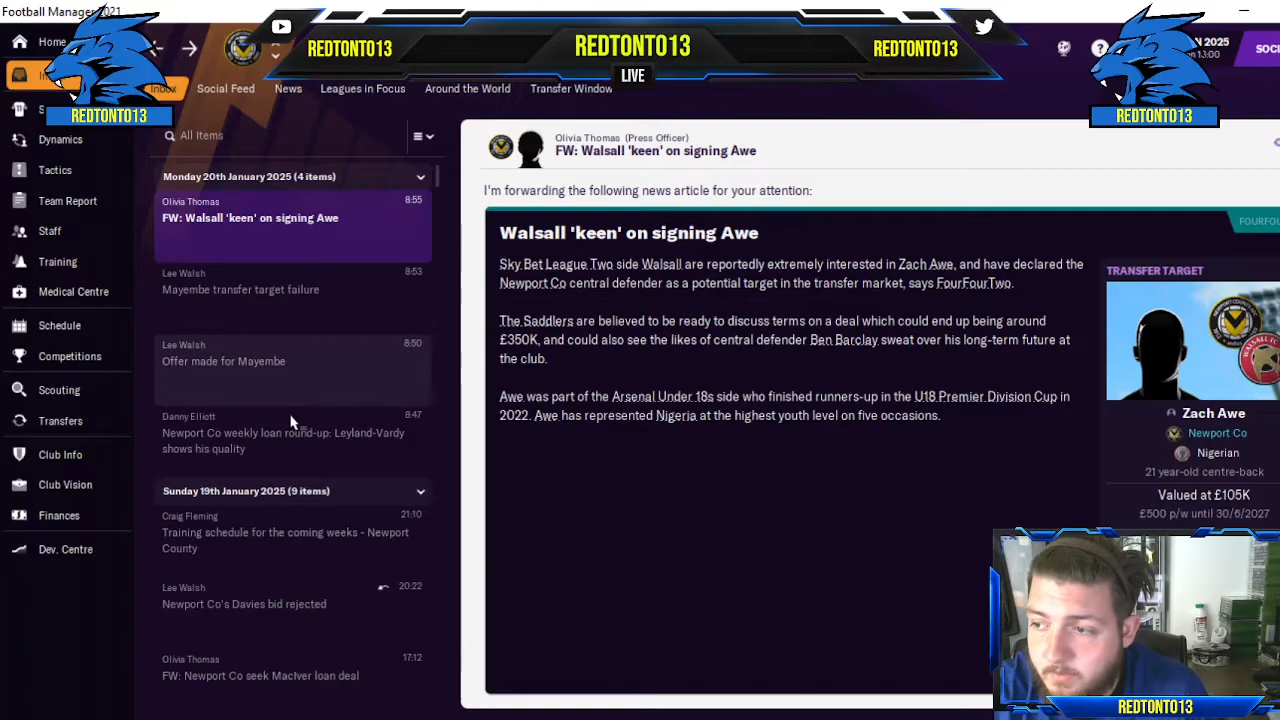 Football Manager 2021
REDTONTO13
REDTONTO13
REDTONTO13
LIVE
REDTONTO13
REDTONTO13
Home
N 2025
13:00
SOCI
Inbox
Social Feed
News
Leagues in Focus
Around the World
Transfer Window
Dynamics
Tactics
Team Report
Staff
Training
Medical Centre
Schedule
Competitions
Scouting
Transfers
Club Info
Club Vision
Finances
Dev. Centre
All Items
Monday 20th January 2025 (4 items)
Olivia Thomas 8:55
FW: Walsall 'keen' on signing Awe
Lee Walsh 8:53
Mayembe transfer target failure
Lee Walsh 8:50
Offer made for Mayembe
Danny Elliott 8:47
Newport Co weekly loan round-up: Leyland-Vardy
shows his quality
Sunday 19th January 2025 (9 items)
Craig Fleming 21:10
Training schedule for the coming weeks - Newport
County
Lee Walsh 20:22
Newport Co's Davies bid rejected
Olivia Thomas 17:12
FW: Newport Co seek MacIver loan deal
Olivia Thomas (Press Officer)
FW: Walsall 'keen' on signing Awe
I'm forwarding the following news article for your attention:
FOURFOU
Walsall 'keen' on signing Awe
Sky Bet League Two side Walsall are reportedly extremely interested in Zach Awe, and have declared the
Newport Co central defender as a potential target in the transfer market, says FourFourTwo.
The Saddlers are believed to be ready to discuss terms on a deal which could end up being around
£350K, and could also see the likes of central defender Ben Barclay sweat over his long-term future at
the club.
Awe was part of the Arsenal Under 18s side who finished runners-up in the U18 Premier Division Cup in
2022. Awe has represented Nigeria at the highest youth level on five occasions.
TRANSFER TARGET
Zach Awe
Newport Co
Nigerian
21 year-old centre-back
Valued at £105K
£500 p/w until 30/6/2027
REDTONTO13